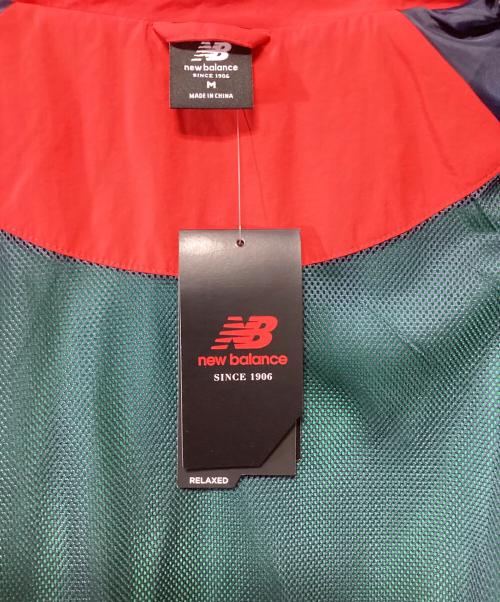 NB
new balance
SINCE 1906
M
MADE IN CHINA
NB
new balance
SINCE 1906
RELAXED